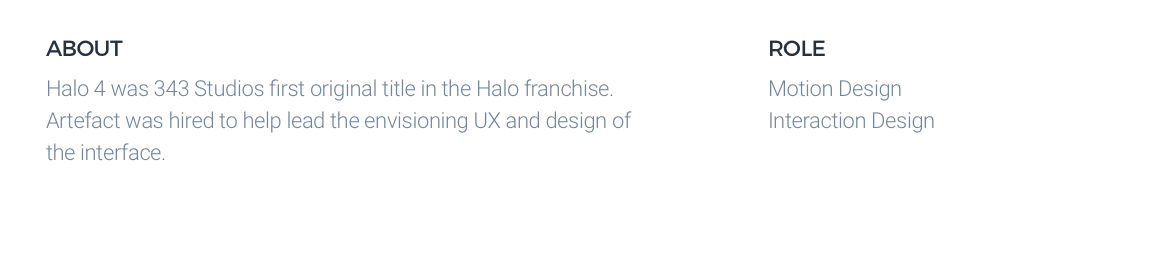 ABOUT
Halo 4 was 343 Studios first original title in the Halo franchise.
Artefact was hired to help lead the envisioning UX and design of
the interface.
ROLE
Motion Design
Interaction Design